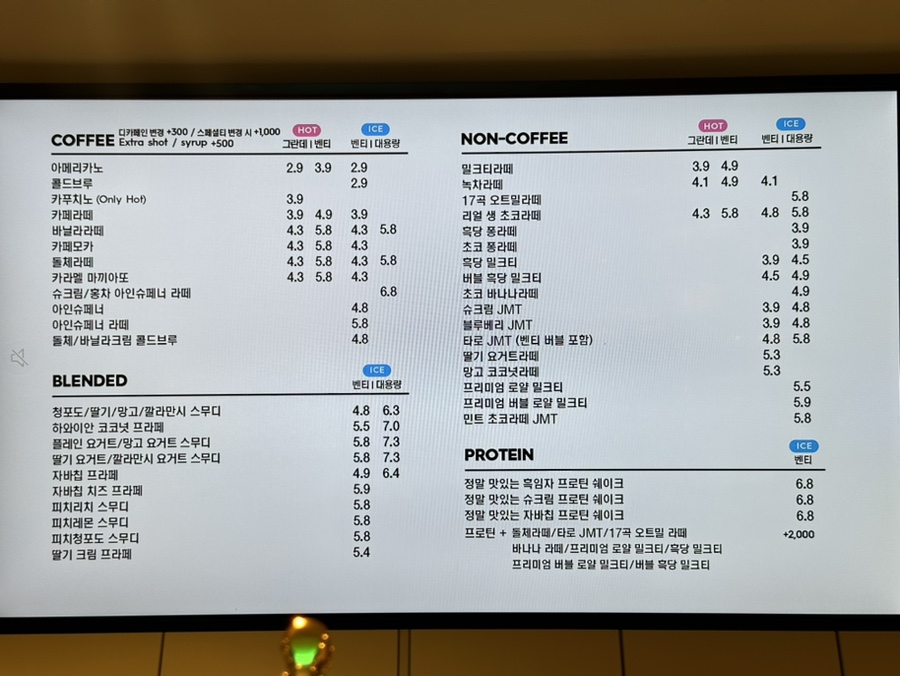 COFFEE 디카페인 변경 +300 / 스페셜티 변경 시 +1,000
Extra shot / syrup +500
HOT ICE
그란데 | 벤티 벤티 | 대용량
아메리카노 2.9 3.9 2.9
콜드브루 2.9
카푸치노 (Only Hot) 3.9
카페라떼 3.9 4.9 3.9
바닐라라떼 4.3 5.8 4.3 5.8
카페모카 4.3 5.8 4.3
돌체라떼 4.3 5.8 4.3 5.8
카라멜 마끼아또 4.3 5.8 4.3
슈크림/홍차 아인슈페너 라떼 6.8
아인슈페너 4.8
아인슈페너 라떼 5.8
돌체/바닐라크림 콜드브루 4.8
BLENDED
ICE
벤티 | 대용량
청포도/딸기/망고/깔라만시 스무디 4.8 6.3
하와이안 코코넛 프라페 5.5 7.0
플레인 요거트/망고 요거트 스무디 5.8 7.3
딸기 요거트/깔라만시 요거트 스무디 5.8 7.3
자바칩 프라페 4.9 6.4
자바칩 치즈 프라페 5.9
피치리치 스무디 5.8
피치레몬 스무디 5.8
피치청포도 스무디 5.8
딸기 크림 프라페 5.4
NON-COFFEE
HOT ICE
그란데 | 벤티 벤티 | 대용량
밀크티라떼 3.9 4.9
녹차라떼 4.1 4.9 4.1
17곡 오트밀라떼 5.8
리얼 생 초코라떼 4.3 5.8 4.8 5.8
흑당 퐁라떼 3.9
초코 퐁라떼 3.9
흑당 밀크티 3.9 4.5
버블 흑당 밀크티 4.5 4.9
초코 바나나라떼 4.9
슈크림 JMT 3.9 4.8
블루베리 JMT 3.9 4.8
타로 JMT (벤티 버블 포함) 4.8 5.8
딸기 요거트라떼 5.3
망고 코코넛라떼 5.3
프리미엄 로얄 밀크티 5.5
프리미엄 버블 로얄 밀크티 5.9
민트 초코라떼 JMT 5.8
PROTEIN
ICE
벤티
정말 맛있는 흑임자 프로틴 쉐이크 6.8
정말 맛있는 슈크림 프로틴 쉐이크 6.8
정말 맛있는 자바칩 프로틴 쉐이크 6.8
프로틴 + 돌체라떼/타로 JMT/17곡 오트밀 라떼 +2,000
바나나 라떼/프리미엄 로얄 밀크티/흑당 밀크티
프리미엄 버블 로얄 밀크티/버블 흑당 밀크티